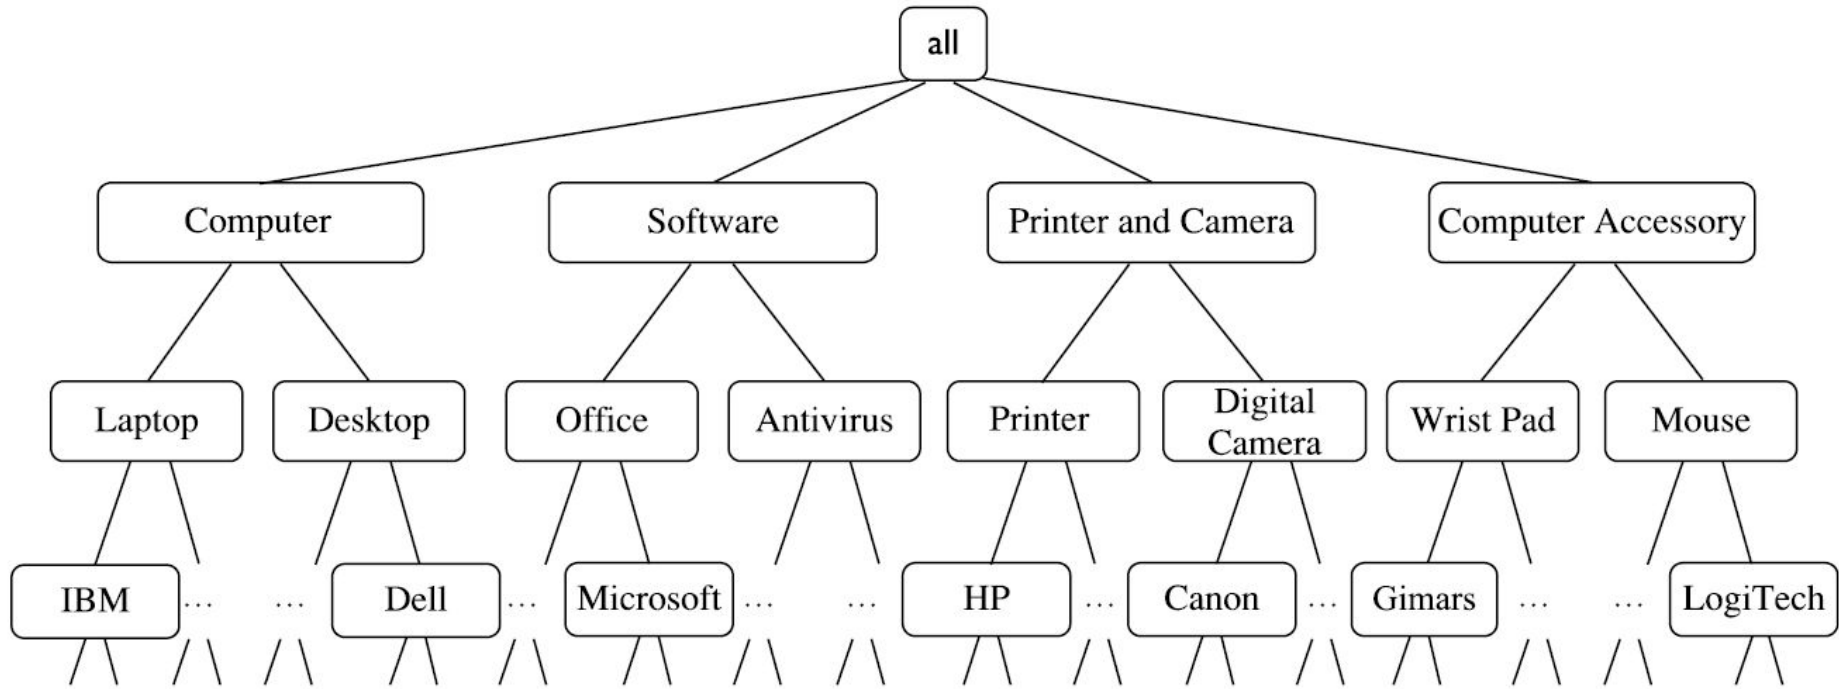 all
Computer
Software
Printer and Camera
Computer Accessory
Laptop
Desktop
Office
Antivirus
Printer
Digital
Camera
Wrist Pad
Mouse
IBM
...
...
Dell
...
Microsoft
...
...
HP
...
Canon
...
Gimars
...
...
LogiTech